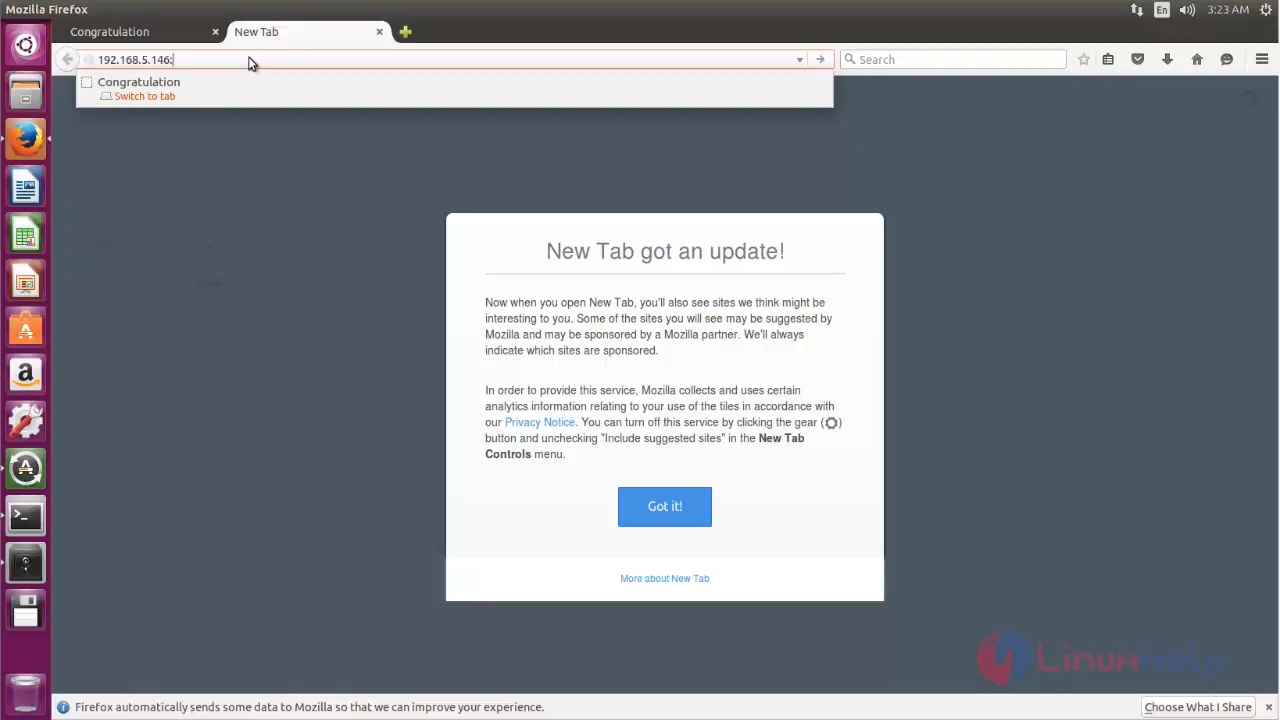 Mozilla Firefox
En
3:23 AM
Congratulation
New Tab
192.168.5.146:
Search
Congratulation
Switch to tab
New Tab got an update!
Now when you open New Tab, you'll also see sites we think might be
interesting to you. Some of the sites you will see may be suggested by
Mozilla and may be sponsored by a Mozilla partner. We'll always
indicate which sites are sponsored.
In order to provide this service, Mozilla collects and uses certain
analytics information relating to your use of the tiles in accordance with
our Privacy Notice. You can turn off this service by clicking the gear ( )
button and unchecking "Include suggested sites" in the New Tab
Controls menu.
Got it!
More about New Tab
LinuxHelp
Firefox automatically sends some data to Mozilla so that we can improve your experience.
Choose What I Share